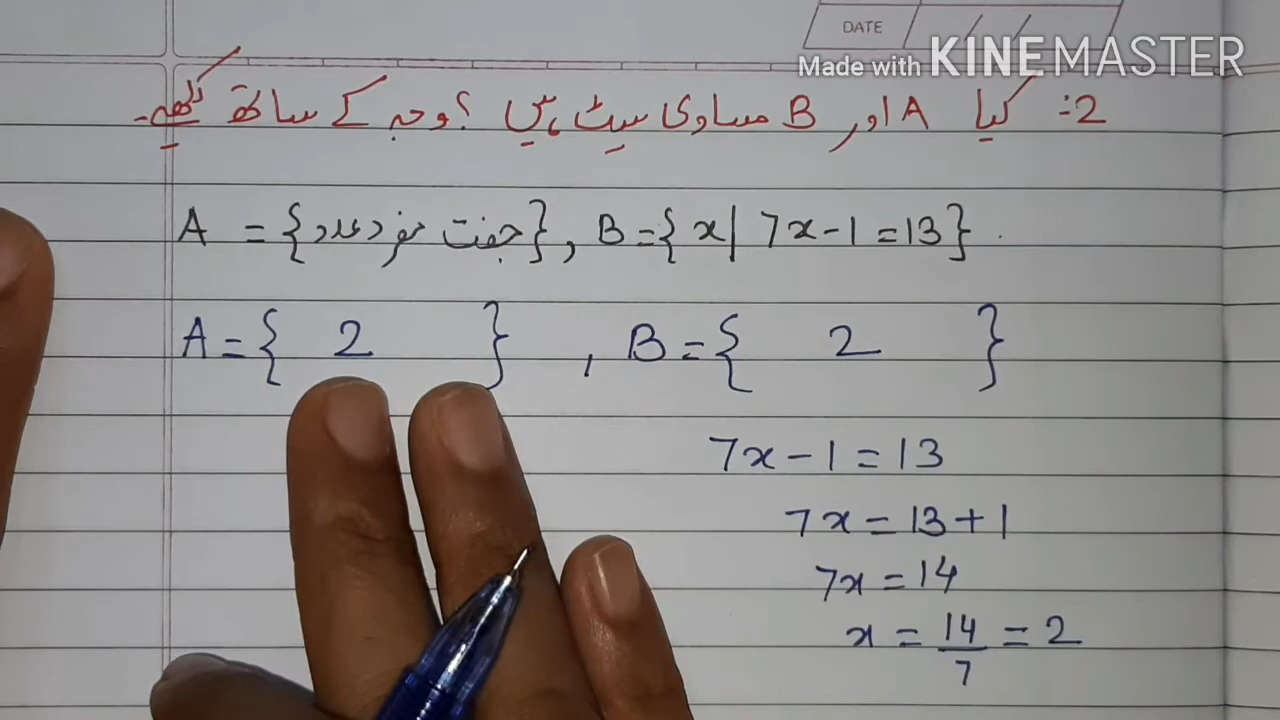 DATE
Made with KINEMASTER
2: کیا A اور B مساوی سیٹ ہیں ؟ وجہ کے ساتھ لکھیے۔
A = {جفت مفرد عدد}, B = {x | 7x - 1 = 13}
A = { 2 }, B = { 2 }
7x - 1 = 13
7x = 13 + 1
7x = 14
x = 14/7 = 2